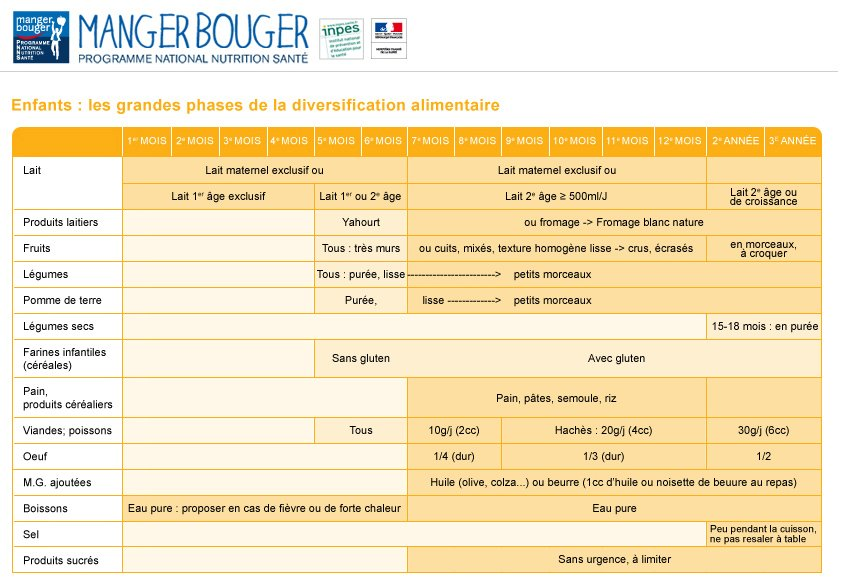 manger
bouger
PROGRAMME
NATIONAL
NUTRITION
SANTÉ
MANGER BOUGER
PROGRAMME NATIONAL NUTRITION SANTÉ
inpes
Enfants : les grandes phases de la diversification alimentaire
1er MOIS 2e MOIS 3e MOIS 4e MOIS 5e MOIS 6e MOIS 7e MOIS 8e MOIS 9e MOIS 10e MOIS 11e MOIS 12e MOIS 2e ANNÉE 3E ANNÉE
Lait Lait maternel exclusif ou Lait maternel exclusif ou
Lait 1er âge exclusif Lait 1er ou 2e âge Lait 2e âge ≥ 500ml/J Lait 2e âge ou
de croissance
Produits laitiers Yahourt ou fromage -> Fromage blanc nature
Fruits Tous : très murs ou cuits, mixés, texture homogène lisse -> crus, écrasés en morceaux,
à croquer
Légumes Tous : purée, lisse -----------------------> petits morceaux
Pomme de terre Purée, lisse -------------> petits morceaux
Légumes secs 15-18 mois : en purée
Farines infantiles
(céréales) Sans gluten Avec gluten
Pain,
produits céréaliers Pain, pâtes, semoule, riz
Viandes; poissons Tous 10g/j (2cc) Hachès : 20g/j (4cc) 30g/j (6cc)
Oeuf 1/4 (dur) 1/3 (dur) 1/2
M.G. ajoutées Huile (olive, colza...) ou beurre (1cc d'huile ou noisette de beuure au repas)
Boissons Eau pure : proposer en cas de fièvre ou de forte chaleur Eau pure
Sel Peu pendant la cuisson,
ne pas resaler à table
Produits sucrés Sans urgence, à limiter